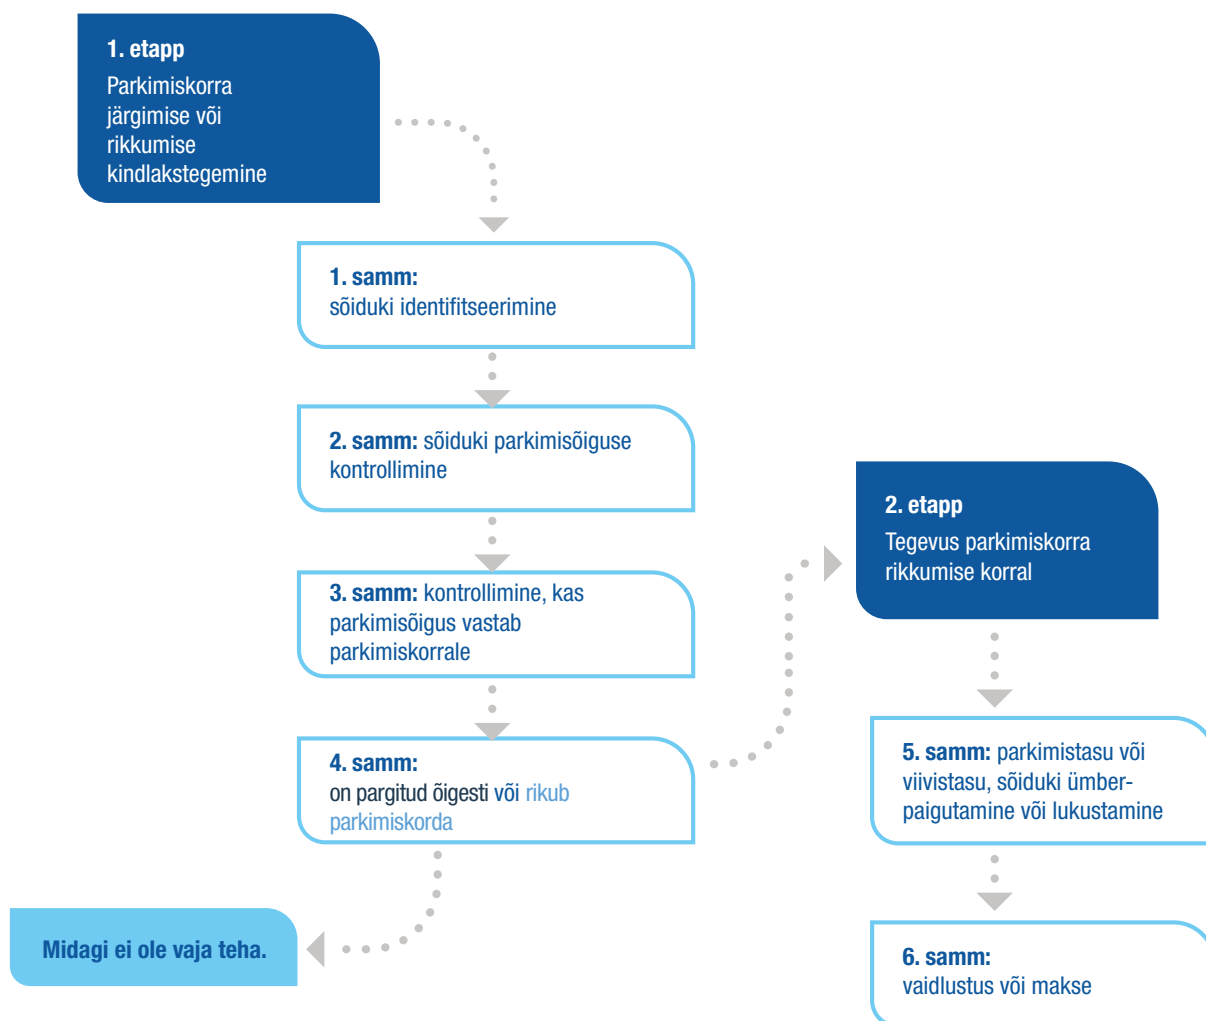 1. etapp
Parkimiskorra
järgimise või
rikkumise
kindlakstegemine
1. samm:
sõiduki identifitseerimine
2. samm: sõiduki parkimisõiguse
kontrollimine
3. samm: kontrollimine, kas
parkimisõigus vastab
parkimiskorrale
4. samm:
on pargitud õigesti või rikub
parkimiskorda
Midagi ei ole vaja teha.
2. etapp
Tegevus parkimiskorra
rikkumise korral
5. samm: parkimistasu või
viivistasu, sõiduki ümber-
paigutamine või lukustamine
6. samm:
vaidlustus või makse